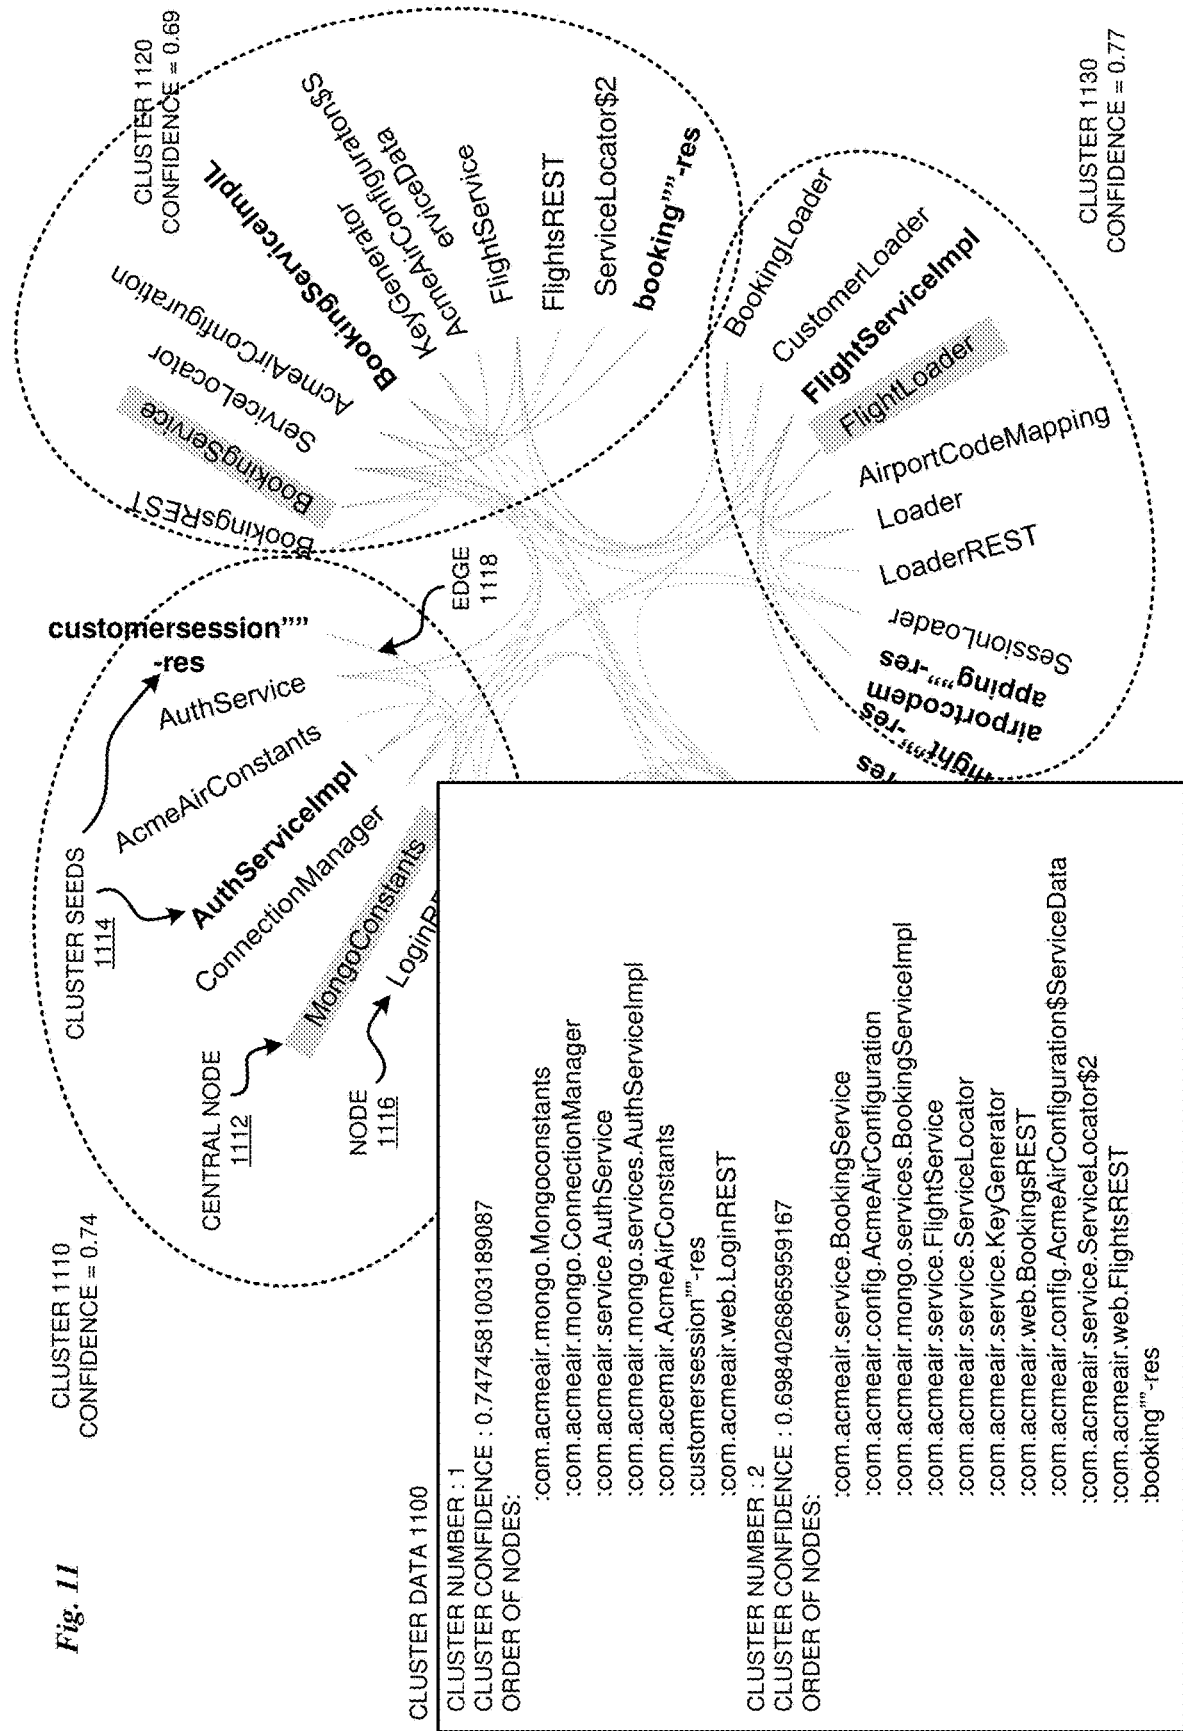 Fig. 11
CLUSTER 1110
CONFIDENCE = 0.74
CLUSTER SEEDS
1114
CENTRAL NODE
1112
NODE
1116
EDGE
1118
customersession""
-res
AuthService
AcmeAirConstants
AuthServiceImpl
ConnectionManager
MongoConstants
CLUSTER 1120
CONFIDENCE = 0.69
BookingsREST
BookingService
ServiceLocator
AcmeAirConfiguration
BookingServiceImplL
KeyGenerator
AcmeAirConfiguraton$S
erviceData
FlightService
FlightsREST
ServiceLocator$2
booking""-res
CLUSTER 1130
CONFIDENCE = 0.77
BookingLoader
CustomerLoader
FlightServiceImpl
FlightLoader
AirportCodeMapping
Loader
LoaderREST
SessionLoader
airportcodem
apping""-res
flight""-res
res
CLUSTER DATA 1100
CLUSTER NUMBER : 1
CLUSTER CONFIDENCE : 0.7474581003189087
ORDER OF NODES:
:com.acmeair.mongo.Mongoconstants
:com.acmeair.mongo.ConnectionManager
:com.acmeair.service.AuthService
:com.acmeair.mongo.services.AuthServiceImpl
:com.acemair.AcmeAirConstants
:customersession""-res
:com.acmeair.web.LoginREST
CLUSTER NUMBER : 2
CLUSTER CONFIDENCE : 0.6984026865959167
ORDER OF NODES:
:com.acmeair.service.BookingService
:com.acmeair.config.AcmeAirConfiguration
:com.acmeair.mongo.services.BookingServiceImpl
:com.acmeair.service.FlightService
:com.acmeair.service.ServiceLocator
:com.acmeair.service.KeyGenerator
:com.acmeair.web.BookingsREST
:com.acmeair.config.AcmeAirConfiguration$ServiceData
:com.acmeair.service.ServiceLocator$2
:com.acmeair.web.FlightsREST
:booking""-res